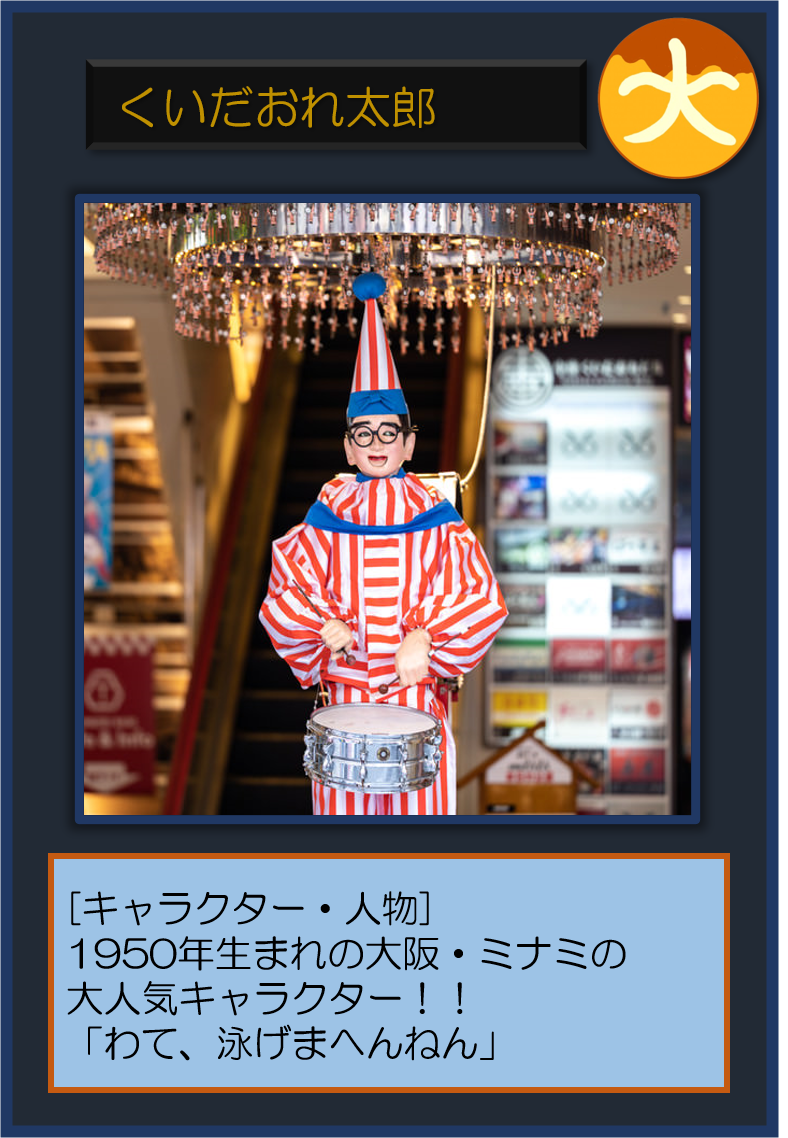 くいだおれ太郎
大
[キャラクター・人物]
1950年生まれの大阪・ミナミの
大人気キャラクター！！
「わて、泳げまへんねん」